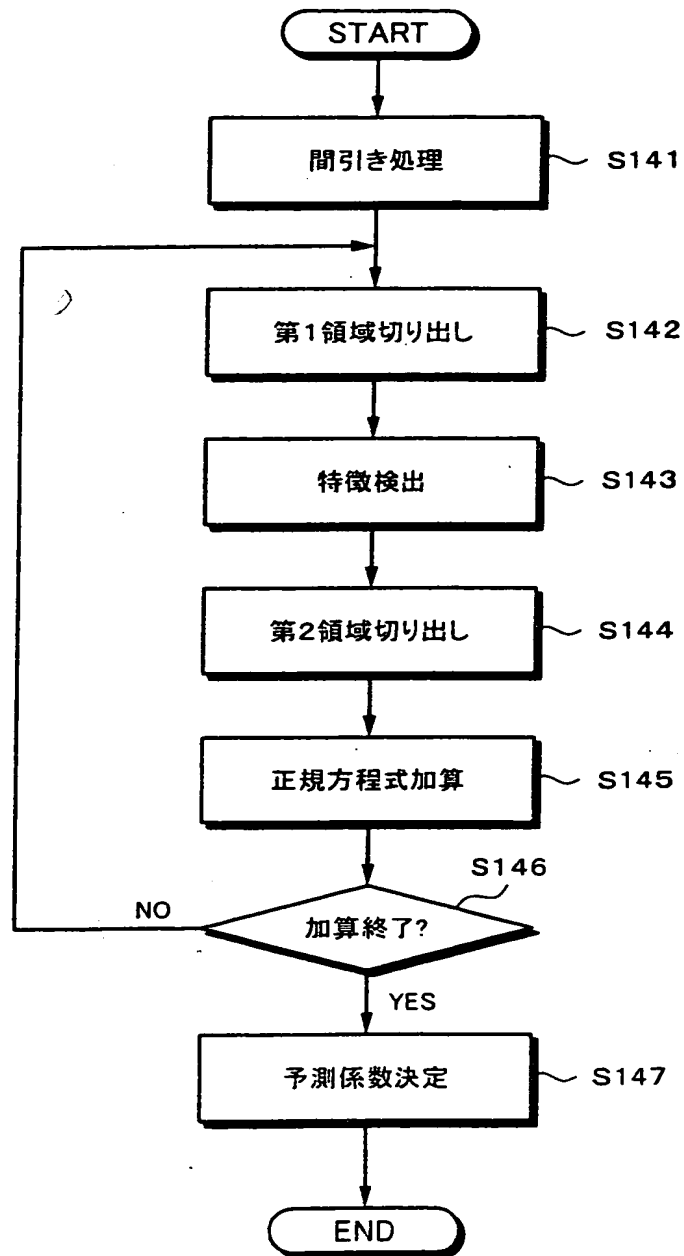 START
間引き処理
S141
第1領域切り出し
S142
特徴検出
S143
第2領域切り出し
S144
正規方程式加算
S145
S146
加算終了?
NO
YES
予測係数決定
S147
END